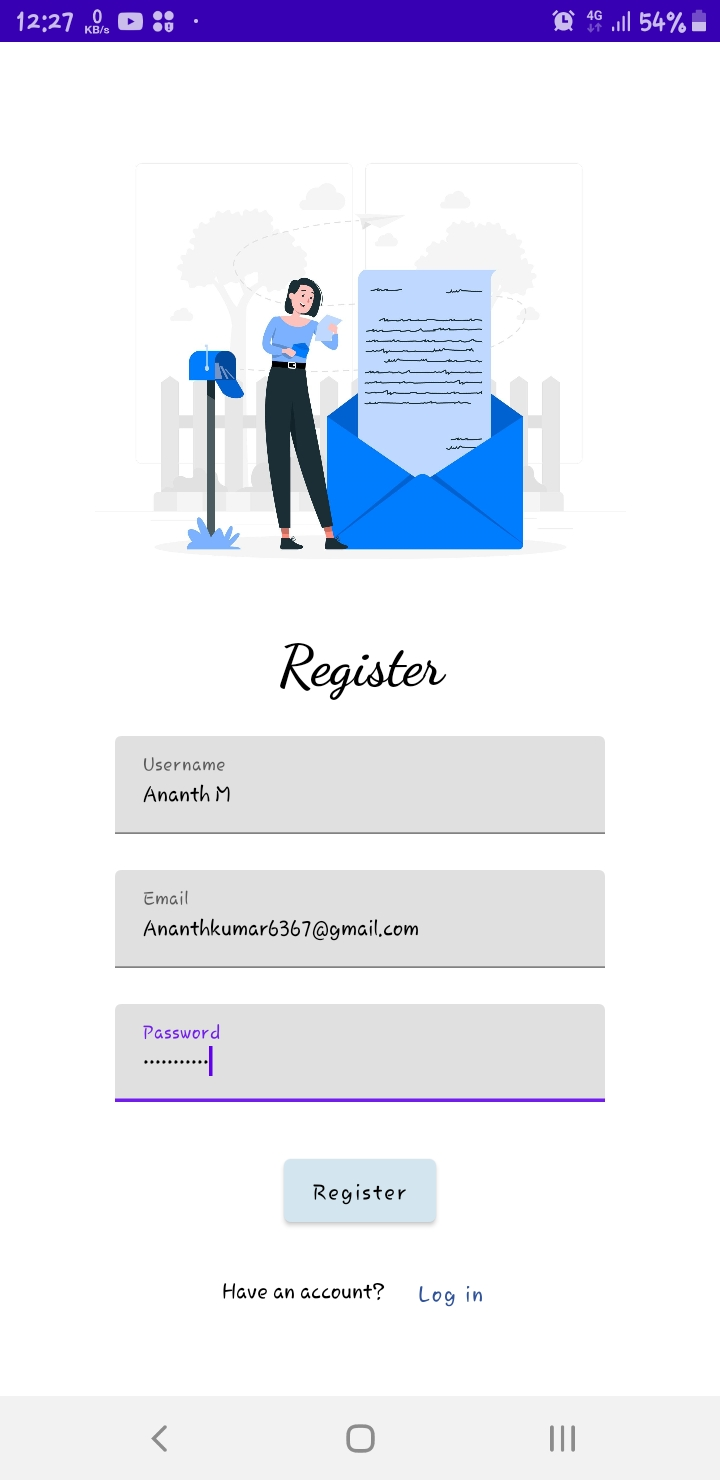 12:27 0 KB/s 4G 54%
Register
Username
Ananth M
Email
Ananthkumar6367@gmail.com
Password
•••••••••••
Register
Have an account? Log in